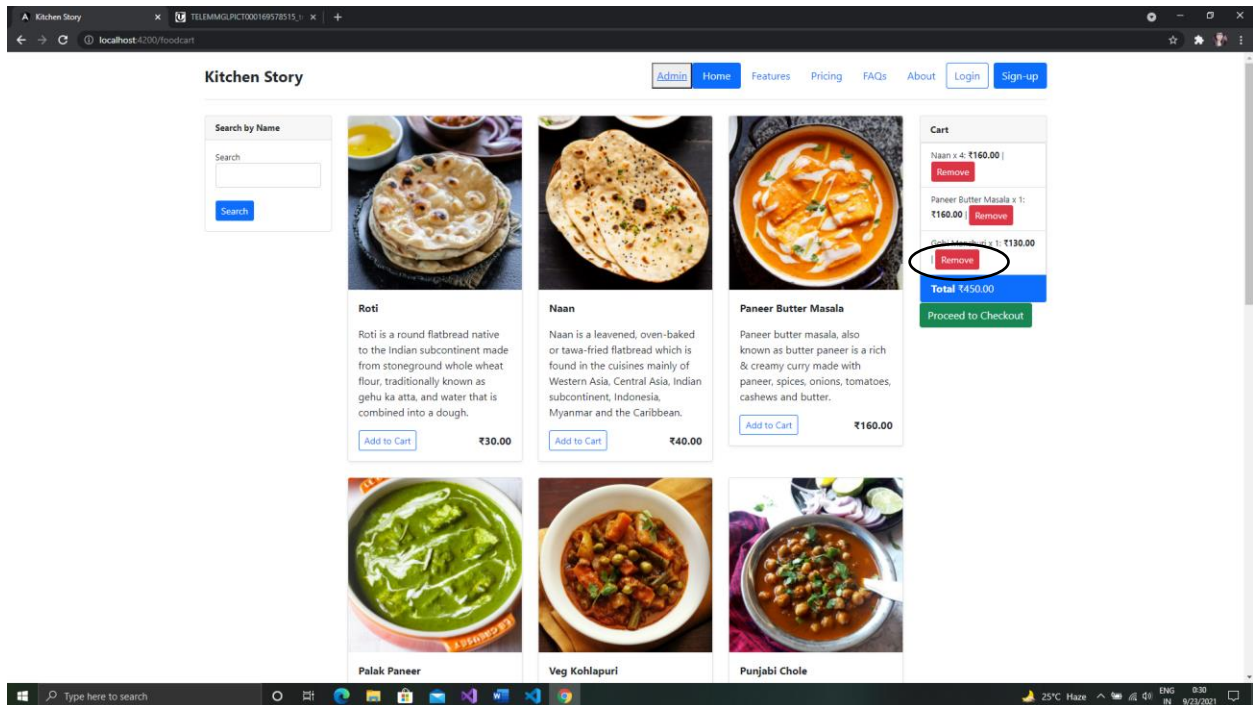 Kitchen Story
TELEMMGLPICT000169578515_
localhost:4200/foodcart
Kitchen Story
Admin Home Features Pricing FAQs About Login Sign-up
Search by Name
Search
Search
Roti
Roti is a round flatbread native
to the Indian subcontinent made
from stoneground whole wheat
flour, traditionally known as
gehu ka atta, and water that is
combined into a dough.
Add to Cart ₹30.00
Naan
Naan is a leavened, oven-baked
or tawa-fried flatbread which is
found in the cuisines mainly of
Western Asia, Central Asia, Indian
subcontinent, Indonesia,
Myanmar and the Caribbean.
Add to Cart ₹40.00
Paneer Butter Masala
Paneer butter masala, also
known as butter paneer is a rich
& creamy curry made with
paneer, spices, onions, tomatoes,
cashews and butter.
Add to Cart ₹160.00
Cart
Naan x 4: ₹160.00 |
Remove
Paneer Butter Masala x 1:
₹160.00 | Remove
Gobi x 1: ₹130.00
| Remove
Total ₹450.00
Proceed to Checkout
Palak Paneer
Veg Kohlapuri
Punjabi Chole
Type here to search
25°C Haze
ENG
IN
0:30
9/23/2021